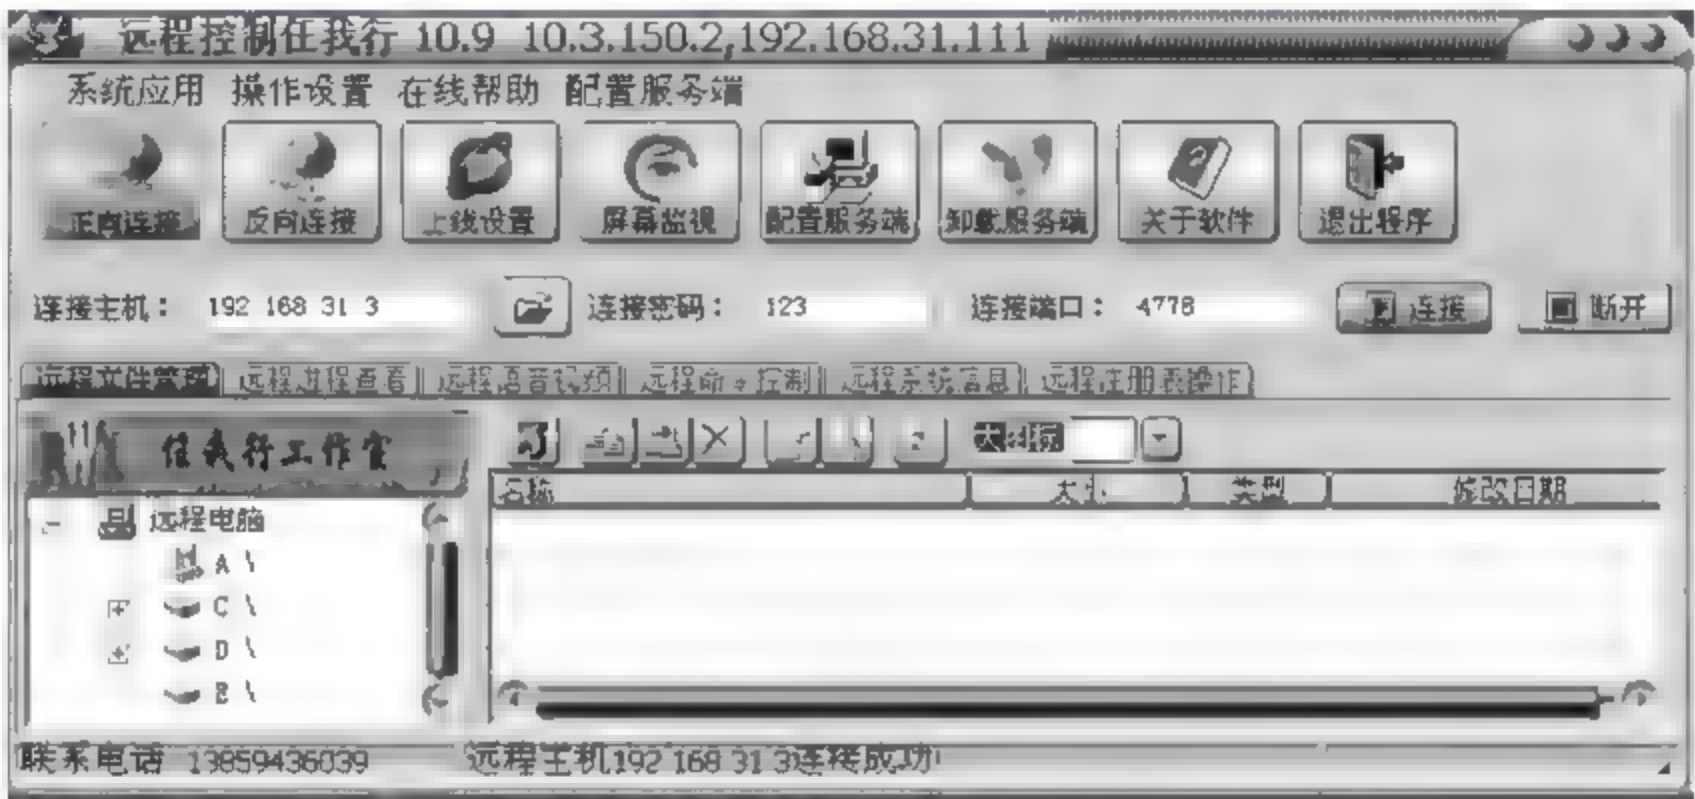 远程控制任我行 10.9 10.3.150.2,192.168.31.111
系统应用 操作设置 在线帮助 配置服务端
正向连接 反向连接 上线设置 屏幕监视 配置服务端 卸载服务端 关于软件 退出程序
连接主机： 192 168 31 3 连接密码： 123 连接端口： 4778 连接 断开
远程文件管理 远程进程查看 远程语音视频 远程命令控制 远程系统信息 远程注册表操作
任我行工作室 大图标
名称 大小 类型 修改日期
远程电脑
A \
C \
D \
E \
联系电话 13859436039 远程主机192 168 31 3连接成功!